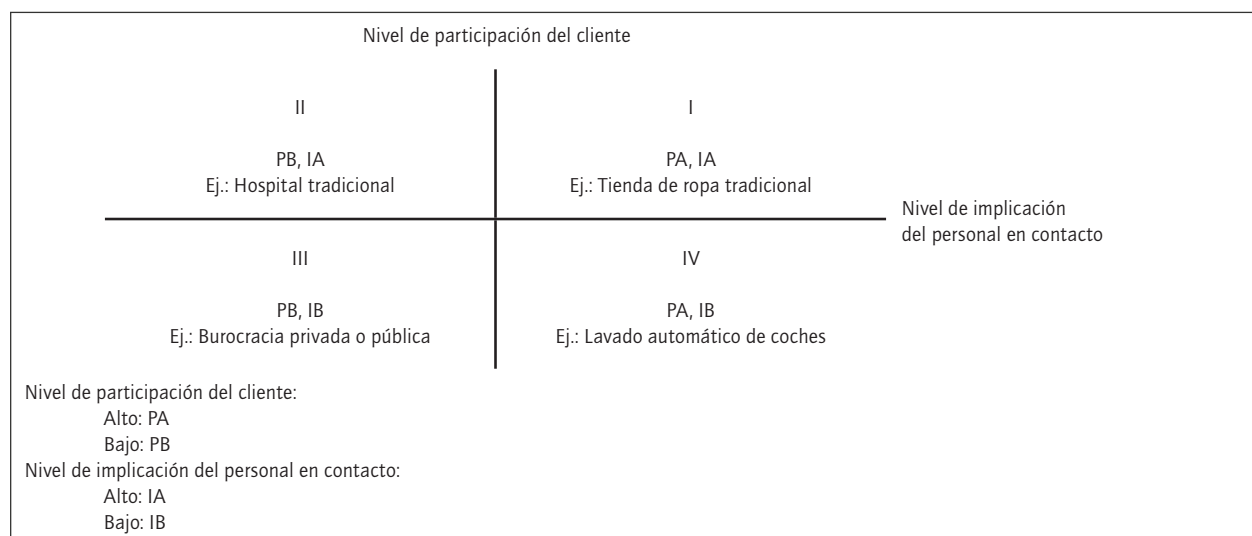 Nivel de participación del cliente
II
I
PB, IA
PA, IA
Ej.: Hospital tradicional
Ej.: Tienda de ropa tradicional
Nivel de implicación
del personal en contacto
III
IV
PB, IB
PA, IB
Ej.: Burocracia privada o pública
Ej.: Lavado automático de coches
Nivel de participación del cliente:
Alto: PA
Bajo: PB
Nivel de implicación del personal en contacto:
Alto: IA
Bajo: IB